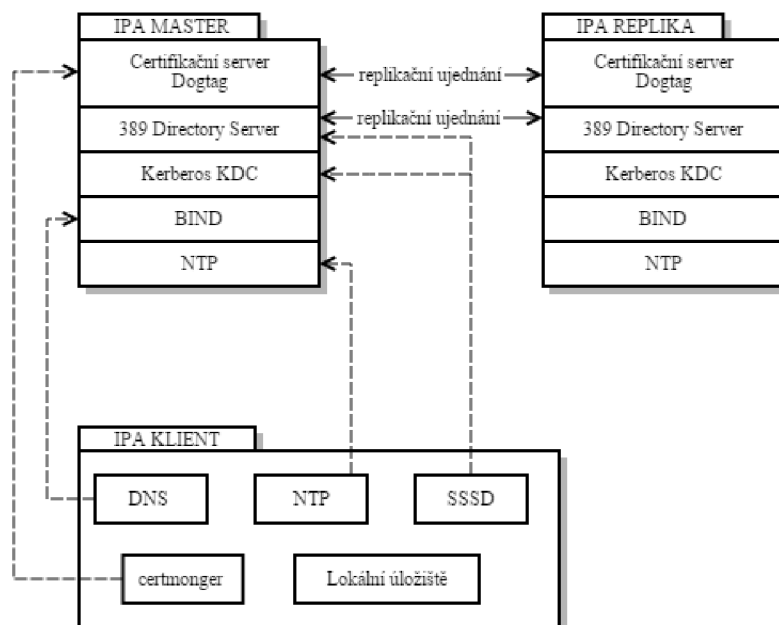 IPA MASTER
IPA REPLIKA
Certifikační server
Dogtag
replikační ujednání
Certifikační server
Dogtag
389 Directory Server
replikační ujednání
389 Directory Server
Kerberos KDC
Kerberos KDC
BIND
BIND
NTP
NTP
IPA KLIENT
DNS
NTP
SSSD
certmonger
Lokální úložiště